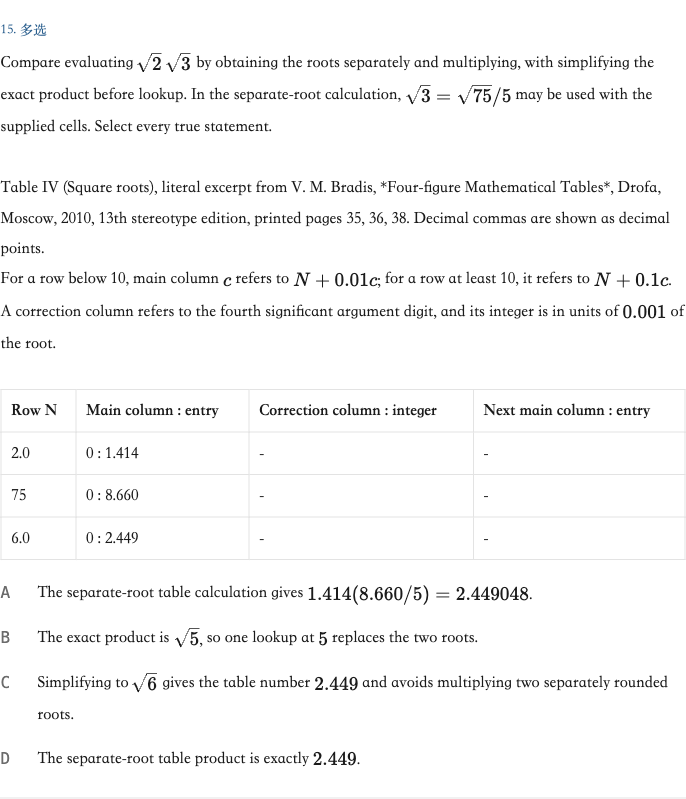 15. 多选
Compare evaluating √2 √3 by obtaining the roots separately and multiplying, with simplifying the
exact product before lookup. In the separate-root calculation, √3 = √75/5 may be used with the
supplied cells. Select every true statement.
Table IV (Square roots), literal excerpt from V. M. Bradis, *Four-figure Mathematical Tables*, Drofa,
Moscow, 2010, 13th stereotype edition, printed pages 35, 36, 38. Decimal commas are shown as decimal
points.
For a row below 10, main column c refers to N + 0.01c; for a row at least 10, it refers to N + 0.1c.
A correction column refers to the fourth significant argument digit, and its integer is in units of 0.001 of
the root.
Row N Main column : entry Correction column : integer Next main column : entry
2.0 0 : 1.414 - -
75 0 : 8.660 - -
6.0 0 : 2.449 - -
A The separate-root table calculation gives 1.414(8.660/5) = 2.449048.
B The exact product is √5, so one lookup at 5 replaces the two roots.
C Simplifying to √6 gives the table number 2.449 and avoids multiplying two separately rounded
roots.
D The separate-root table product is exactly 2.449.